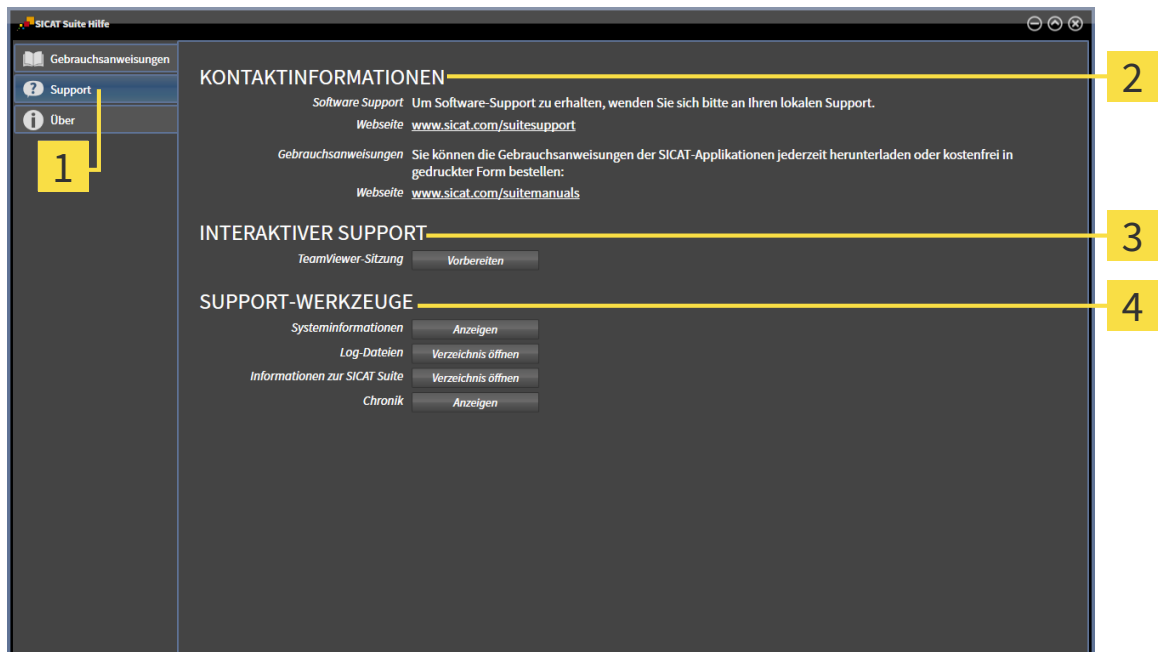 SICAT Suite Hilfe
Gebrauchsanweisungen
Support
Über
1
KONTAKTINFORMATIONEN
2
Software Support Um Software-Support zu erhalten, wenden Sie sich bitte an Ihren lokalen Support.
Webseite www.sicat.com/suitesupport
Gebrauchsanweisungen Sie können die Gebrauchsanweisungen der SICAT-Applikationen jederzeit herunterladen oder kostenfrei in
gedruckter Form bestellen:
Webseite www.sicat.com/suitemanuals
INTERAKTIVER SUPPORT
3
TeamViewer-Sitzung Vorbereiten
SUPPORT-WERKZEUGE
4
Systeminformationen Anzeigen
Log-Dateien Verzeichnis öffnen
Informationen zur SICAT Suite Verzeichnis öffnen
Chronik Anzeigen